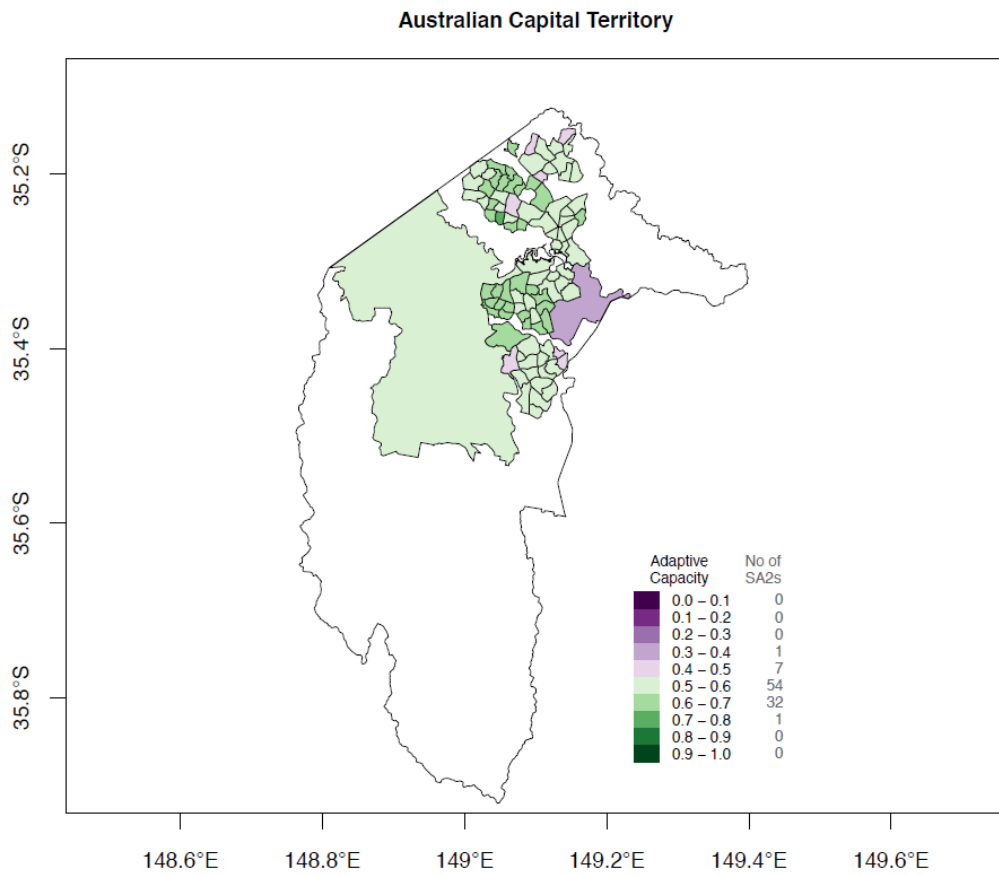 Australian Capital Territory
35.2°S
35.4°S
35.6°S
35.8°S
Adaptive Capacity No of SA2s
0.0 – 0.1 0
0.1 – 0.2 0
0.2 – 0.3 0
0.3 – 0.4 1
0.4 – 0.5 7
0.5 – 0.6 54
0.6 – 0.7 32
0.7 – 0.8 1
0.8 – 0.9 0
0.9 – 1.0 0
148.6°E 148.8°E 149°E 149.2°E 149.4°E 149.6°E